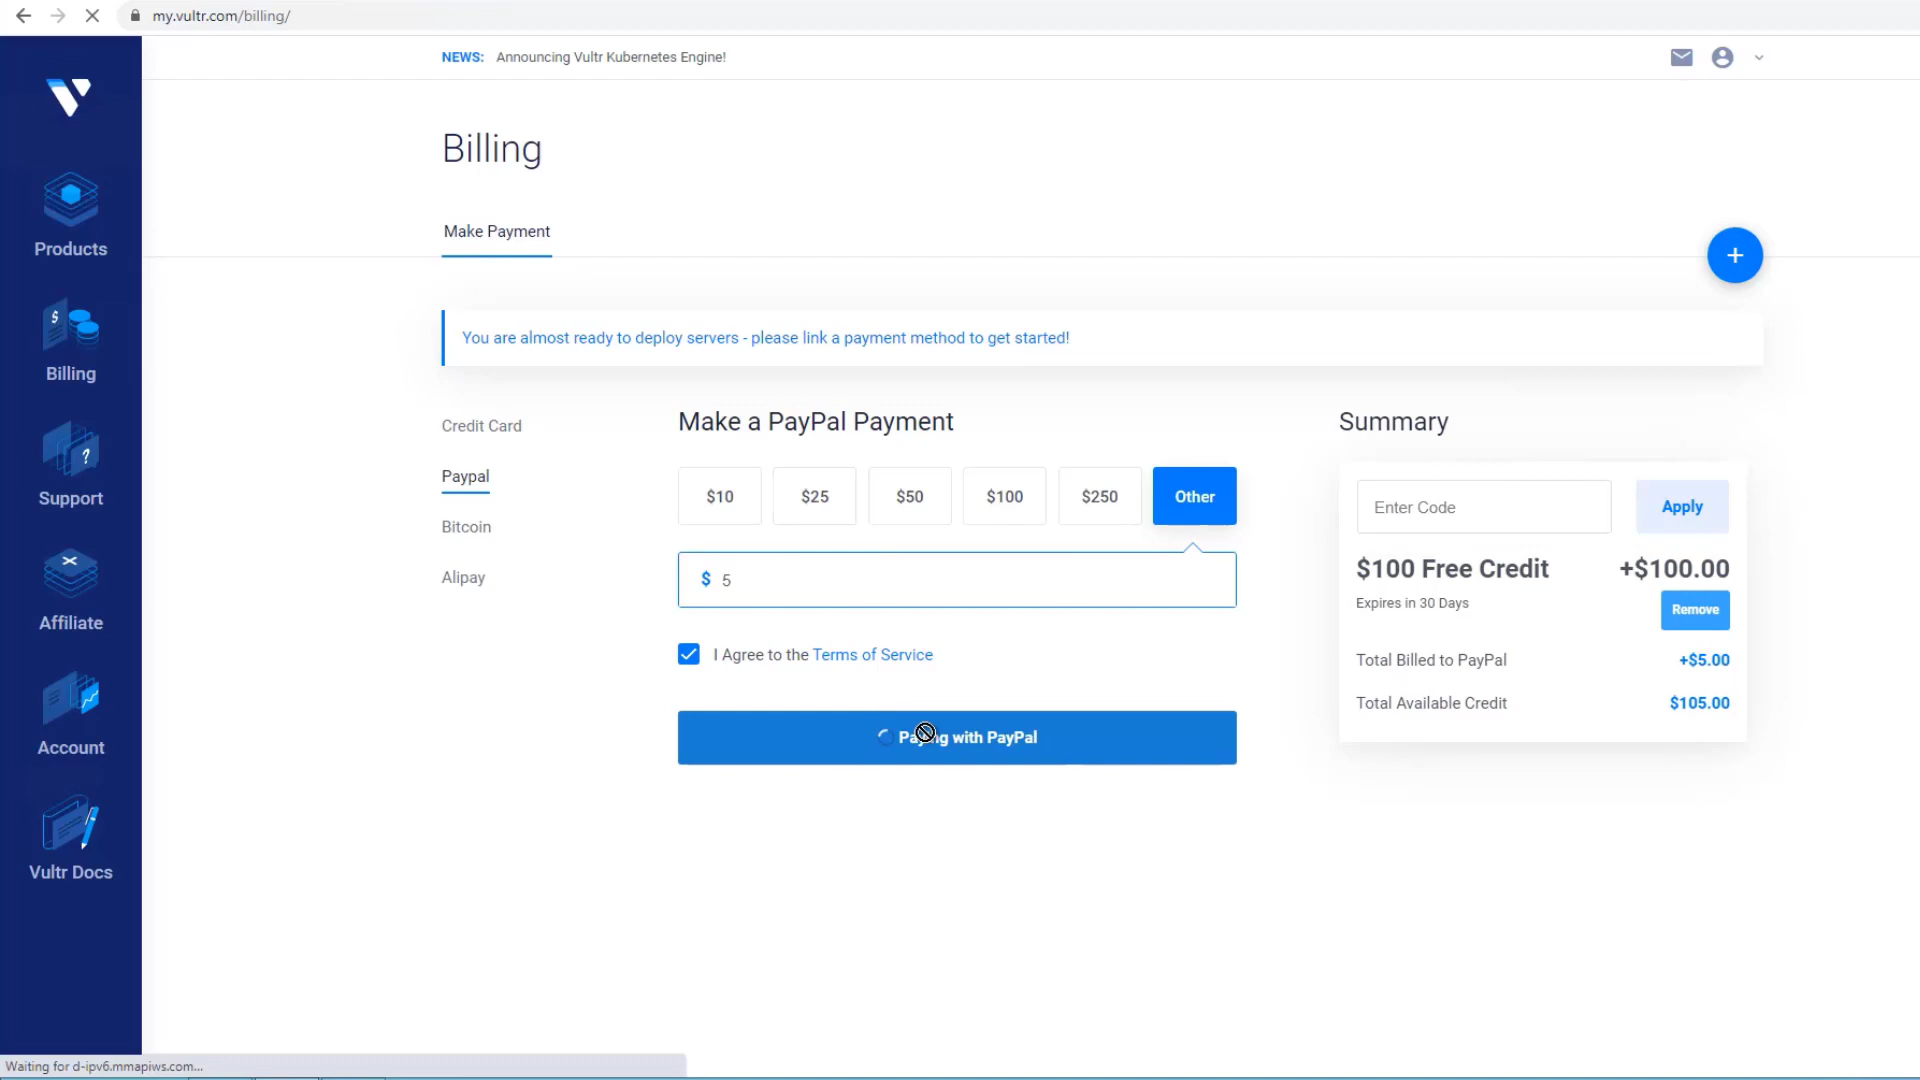 my.vultr.com/billing/
NEWS: Announcing Vultr Kubernetes Engine!
Billing
Make Payment
+
You are almost ready to deploy servers - please link a payment method to get started!
Products
$
Billing
?
Support
Affiliate
Account
Vultr Docs
Credit Card
Paypal
Bitcoin
Alipay
Make a PayPal Payment
$10 $25 $50 $100 $250 Other
$ 5
I Agree to the Terms of Service
Paying with PayPal
Summary
Enter Code Apply
$100 Free Credit +$100.00
Expires in 30 Days
Remove
Total Billed to PayPal +$5.00
Total Available Credit $105.00
Waiting for d-ipv6.mmapiws.com...